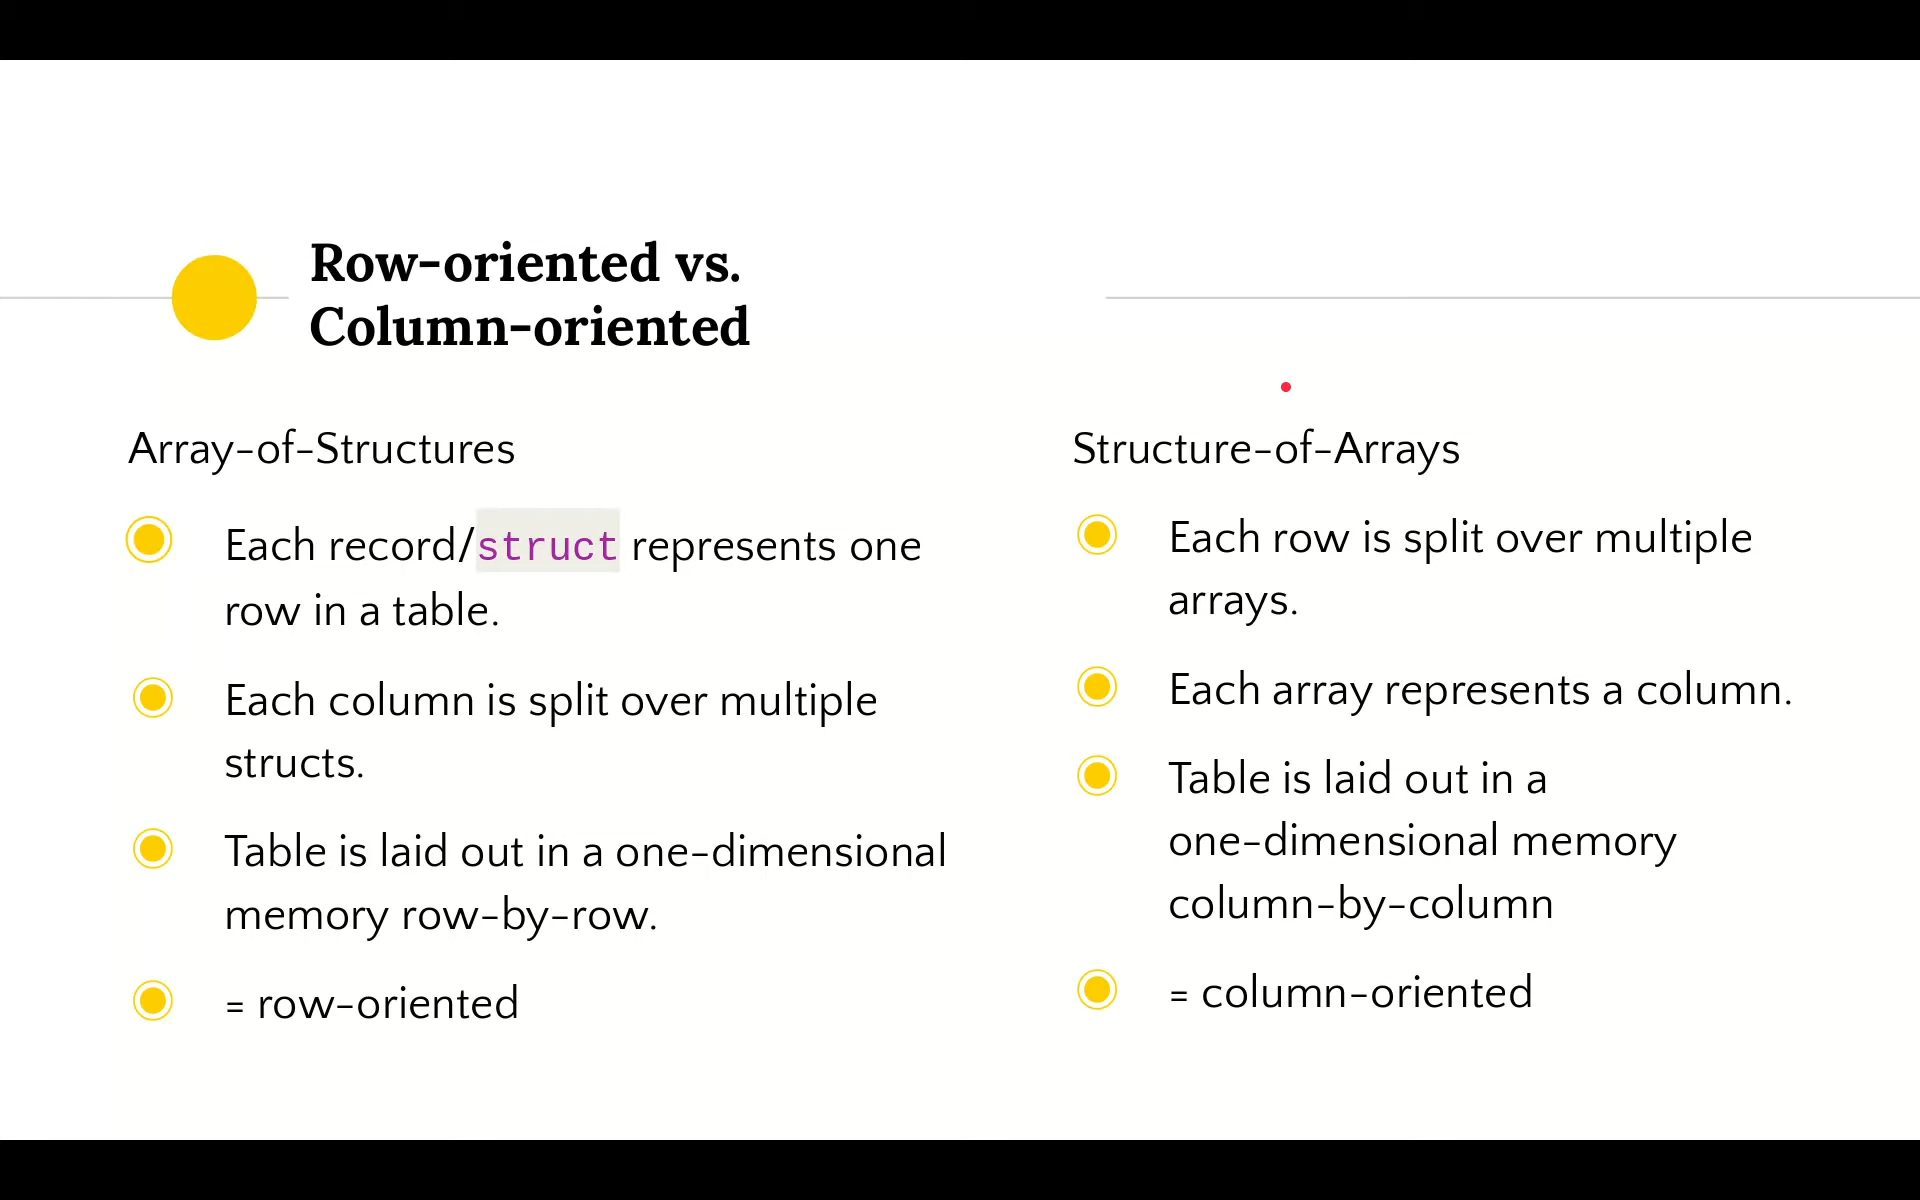 Row-oriented vs.
Column-oriented
Array-of-Structures
Each record/struct represents one
row in a table.
Each column is split over multiple
structs.
Table is laid out in a one-dimensional
memory row-by-row.
= row-oriented
Structure-of-Arrays
Each row is split over multiple
arrays.
Each array represents a column.
Table is laid out in a
one-dimensional memory
column-by-column
= column-oriented